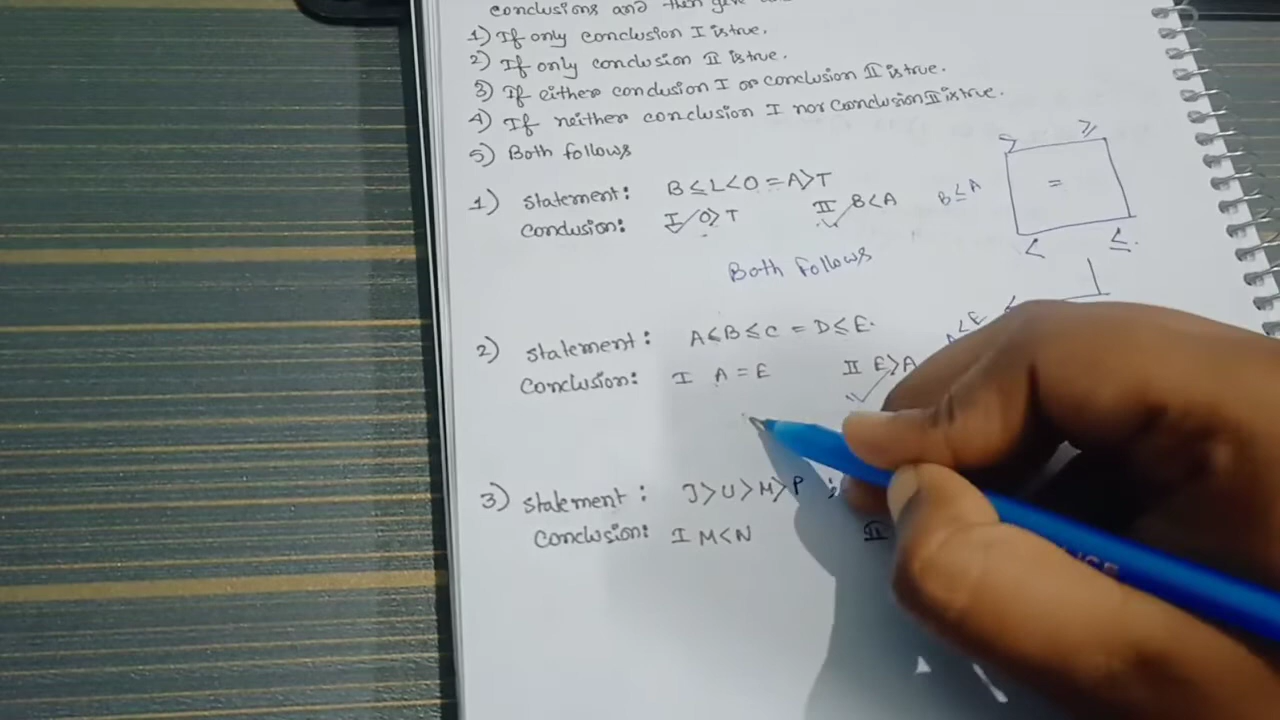 conclusions and then give
1) If only conclusion I is true.
2) If only conclusion II is true.
3) If either conclusion I or conclusion II is true.
4) If neither conclusion I nor conclusion II is true.
5) Both follows
> ≥
=
< ≤.
1) Statement: B ≤ L < O = A > T
Conclusion: I O > T II B < A B ≤ A
Both follows
2) Statement: A ≤ B ≤ C = D ≤ E.
Conclusion: I A = E II E > A
3) Statement: J > U > M > P ;
Conclusion: I M < N II